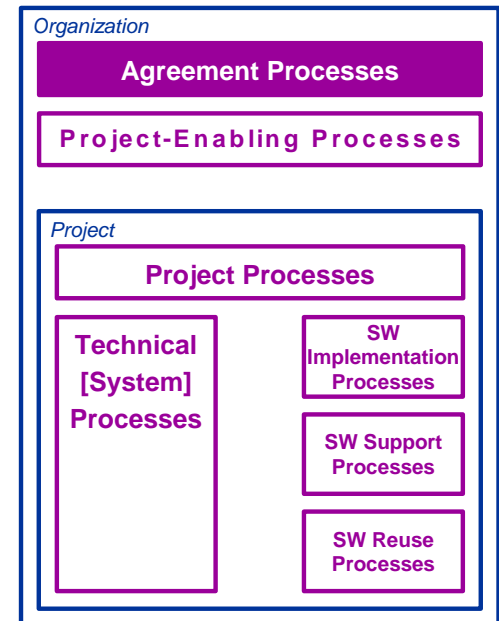 Organization
Agreement Processes
Project-Enabling Processes
Project
Project Processes
Technical
[System]
Processes
SW
Implementation
Processes
SW Support
Processes
SW Reuse
Processes